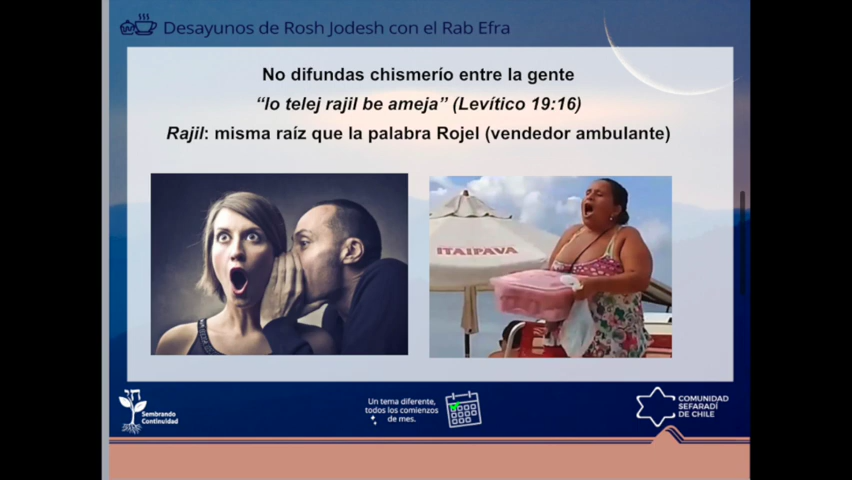 Desayunos de Rosh Jodesh con el Rab Efra
No difundas chismerío entre la gente
“lo telej rajil be ameja” (Levítico 19:16)
Rajil: misma raíz que la palabra Rojel (vendedor ambulante)
ITAIPAVA
Sembrando
Continuidad
Un tema diferente,
todos los comienzos
de mes.
COMUNIDAD
SEFARADÍ
DE CHILE